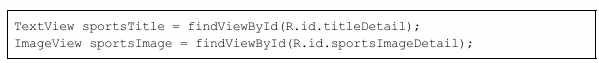 TextView sportsTitle = findViewById(R.id.titleDetail);
ImageView sportsImage = findViewById(R.id.sportsImageDetail);